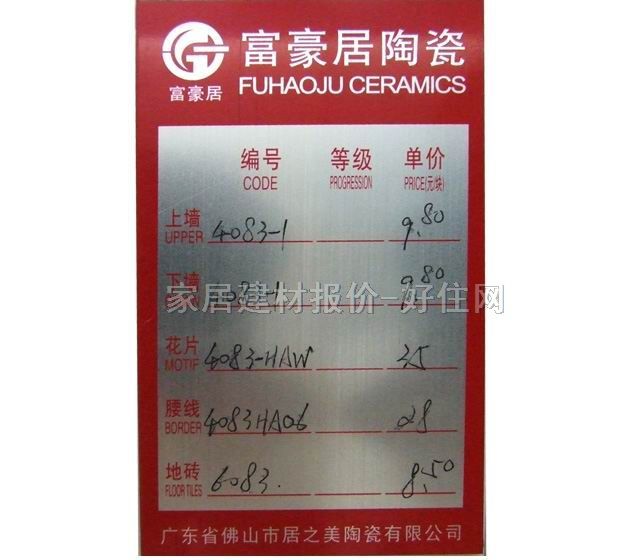 富豪居陶瓷
富豪居 FUHAOJU CERAMICS
编号 等级 单价
CODE PROGRESSION PRICE(元/块)
上墙
UPPER 4083-1 9.80
下墙 9.80
家居建材报价-好住网
花片
MOTIF 4083-HAW 35
腰线
BORDER 4083HA06 28
地砖
FLOOR TILES 6083. 8.50
广东省佛山市居之美陶瓷有限公司